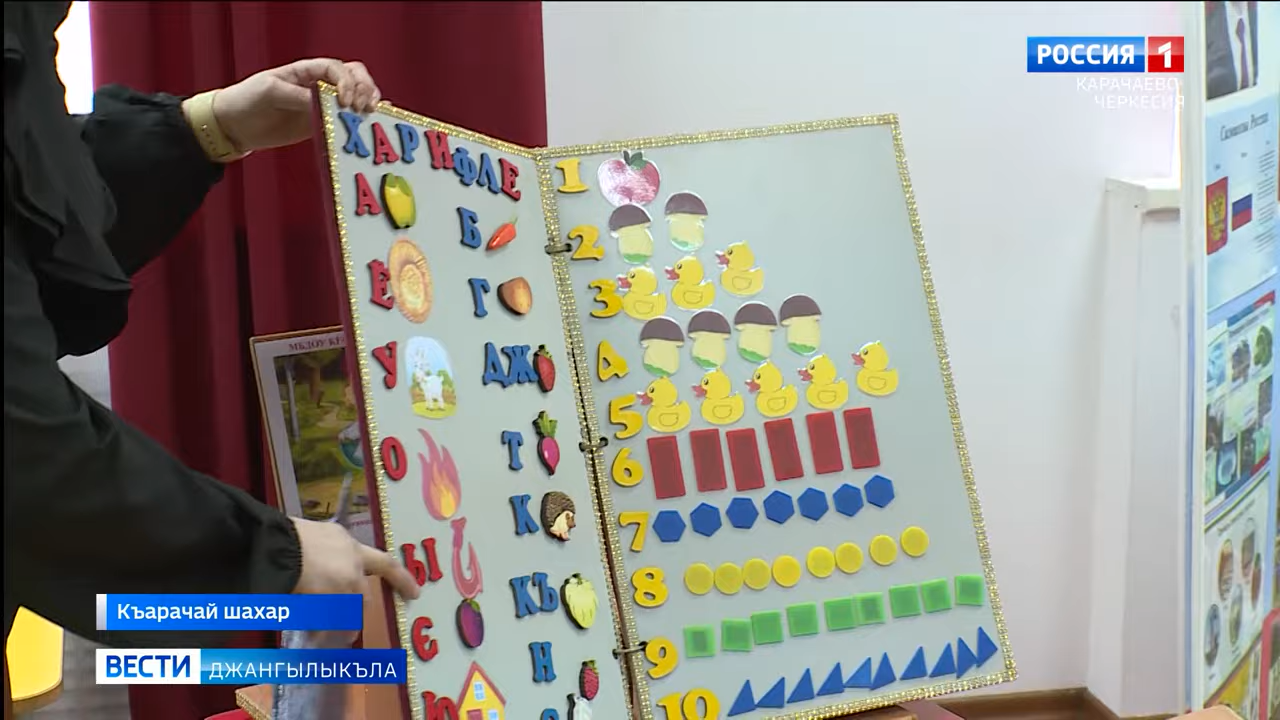 РОССИЯ 1
КАРАЧАЕВО-
ЧЕРКЕСИЯ
ХАРИФЛЕ
А
Б
Е
Г
У
ДЖ
О
Т
Ы
К
Є
КЪ
Ю
Н
1
2
3
4
5
6
7
8
9
10
МБДОУ
Къарачай шахар
ВЕСТИ ДЖАНГЫЛЫКЪЛА